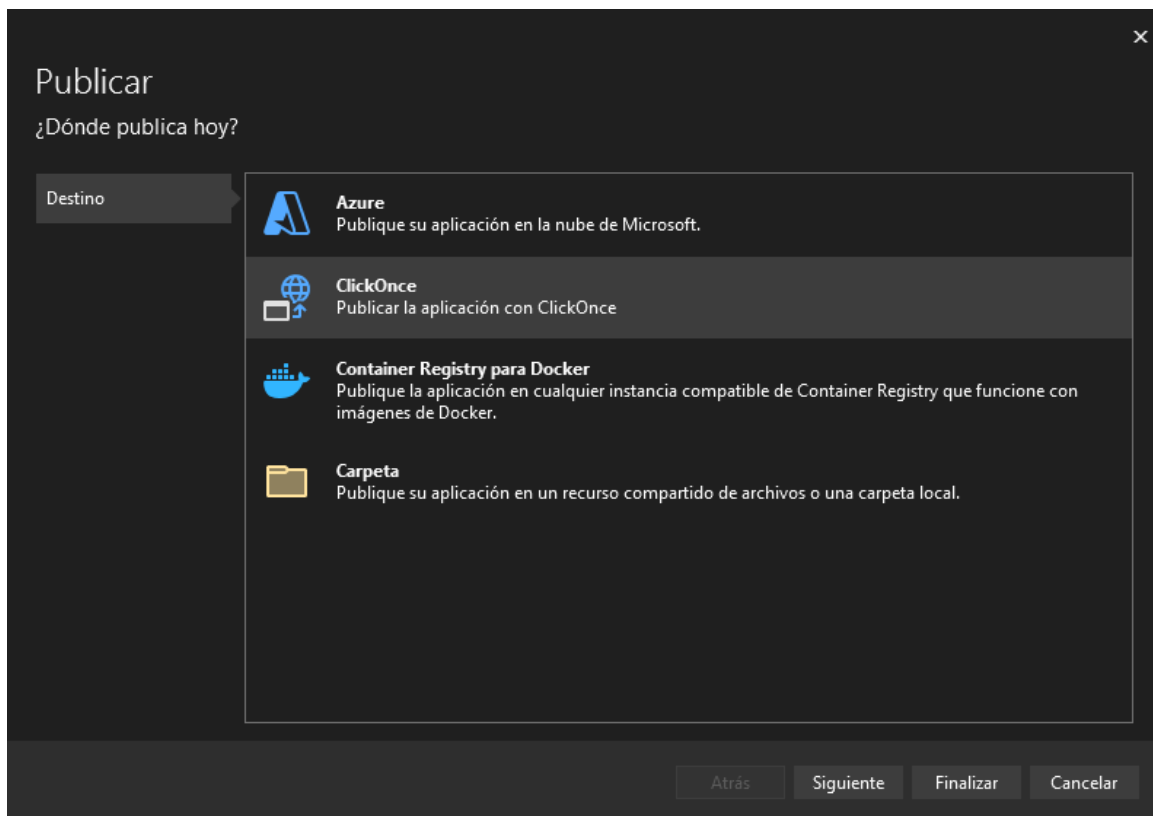 Publicar
¿Dónde publica hoy?
Destino
Azure
Publique su aplicación en la nube de Microsoft.
ClickOnce
Publicar la aplicación con ClickOnce
Container Registry para Docker
Publique la aplicación en cualquier instancia compatible de Container Registry que funcione con
imágenes de Docker.
Carpeta
Publique su aplicación en un recurso compartido de archivos o una carpeta local.
Atrás
Siguiente
Finalizar
Cancelar